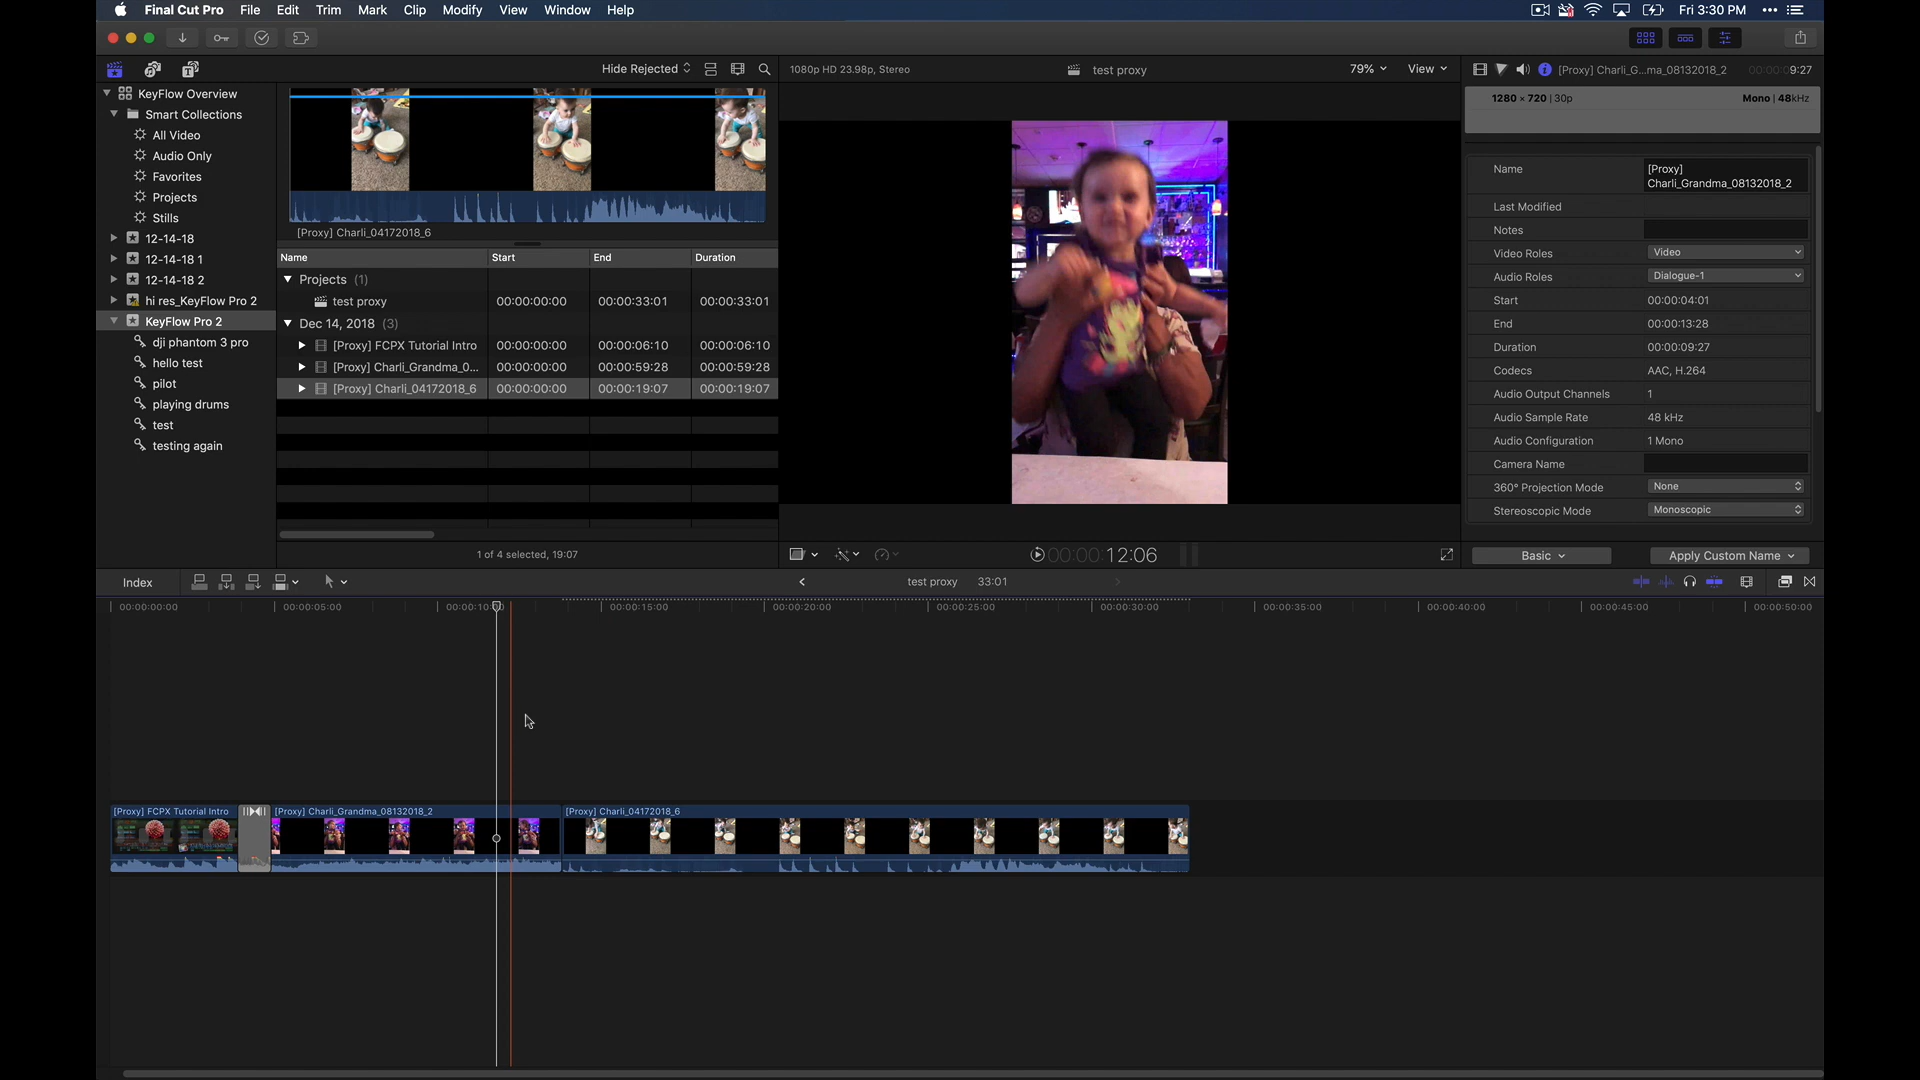 Final Cut Pro File Edit Trim Mark Clip Modify View Window Help Fri 3:30 PM
Hide Rejected 1080p HD 23.98p, Stereo test proxy 79% View [Proxy] Charli_G...ma_08132018_2 00:00:09:27
KeyFlow Overview
Smart Collections
All Video
Audio Only
Favorites
Projects
Stills
12-14-18
12-14-18 1
12-14-18 2
hi res_KeyFlow Pro 2
KeyFlow Pro 2
dji phantom 3 pro
hello test
pilot
playing drums
test
testing again
[Proxy] Charli_04172018_6
Name Start End Duration
Projects (1)
test proxy 00:00:00:00 00:00:33:01 00:00:33:01
Dec 14, 2018 (3)
[Proxy] FCPX Tutorial Intro 00:00:00:00 00:00:06:10 00:00:06:10
[Proxy] Charli_Grandma_0... 00:00:00:00 00:00:59:28 00:00:59:28
[Proxy] Charli_04172018_6 00:00:00:00 00:00:19:07 00:00:19:07
1 of 4 selected, 19:07
00:00:12:06
1280 × 720 | 30p Mono | 48kHz
Name [Proxy]
Charli_Grandma_08132018_2
Last Modified
Notes
Video Roles Video
Audio Roles Dialogue-1
Start 00:00:04:01
End 00:00:13:28
Duration 00:00:09:27
Codecs AAC, H.264
Audio Output Channels 1
Audio Sample Rate 48 kHz
Audio Configuration 1 Mono
Camera Name
360° Projection Mode None
Stereoscopic Mode Monoscopic
Basic Apply Custom Name
Index test proxy 33:01
00:00:00:00 00:00:05:00 00:00:10:00 00:00:15:00 00:00:20:00 00:00:25:00 00:00:30:00 00:00:35:00 00:00:40:00 00:00:45:00 00:00:50:00
[Proxy] FCPX Tutorial Intro [Proxy] Charli_Grandma_08132018_2 [Proxy] Charli_04172018_6